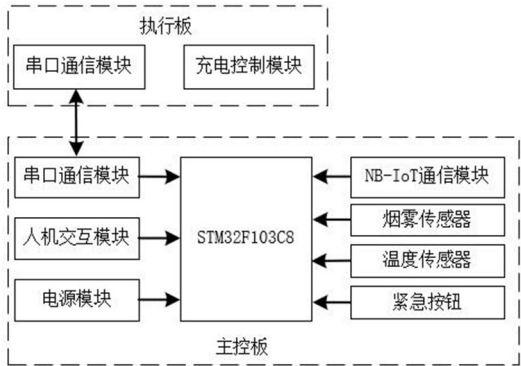 执行板
串口通信模块
充电控制模块
串口通信模块
人机交互模块
电源模块
STM32F103C8
NB-IoT通信模块
烟雾传感器
温度传感器
紧急按钮
主控板